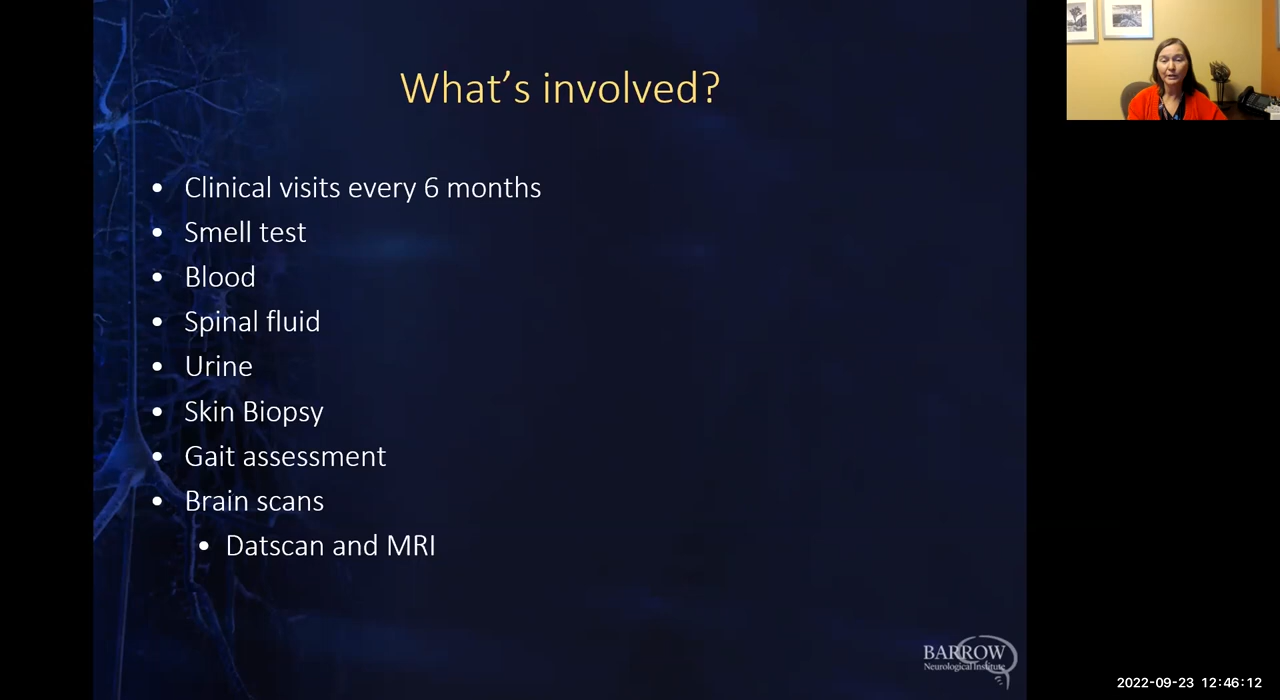 What’s involved?
• Clinical visits every 6 months
• Smell test
• Blood
• Spinal fluid
• Urine
• Skin Biopsy
• Gait assessment
• Brain scans
• Datscan and MRI
BARROW
Neurological Institute
2022-09-23 12:46:12